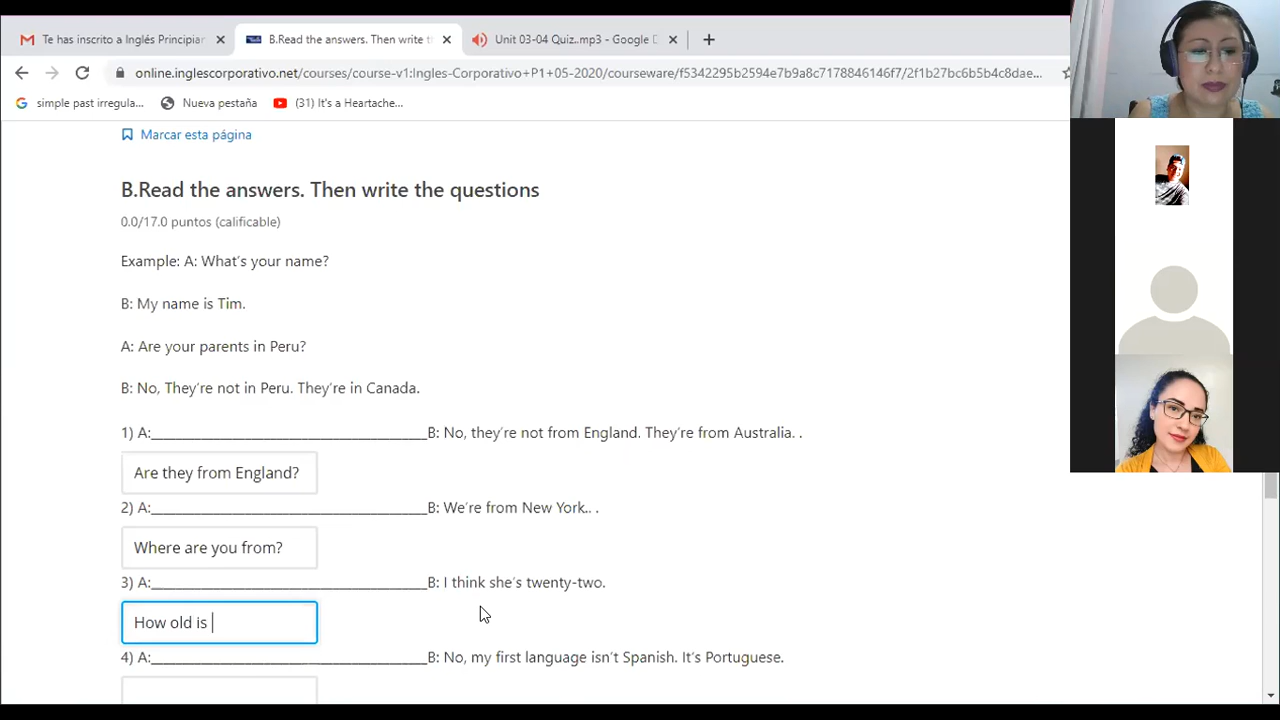 Te has inscrito a Inglés Principian
B.Read the answers. Then write th
Unit 03-04 Quiz..mp3 - Google D
online.inglescorporativo.net/courses/course-v1:Ingles-Corporativo+P1+05-2020/courseware/f5342295b2594e7b9a8c7178846146f7/2f1b27bc6b5b4c8dae...
simple past irregula...
Nueva pestaña
(31) It's a Heartache...
Marcar esta página
B.Read the answers. Then write the questions
0.0/17.0 puntos (calificable)
Example: A: What's your name?
B: My name is Tim.
A: Are your parents in Peru?
B: No, They're not in Peru. They're in Canada.
1) A:__________________________________B: No, they're not from England. They're from Australia. .
Are they from England?
2) A:__________________________________B: We're from New York.. .
Where are you from?
3) A:__________________________________B: I think she's twenty-two.
How old is
4) A:__________________________________B: No, my first language isn't Spanish. It's Portuguese.